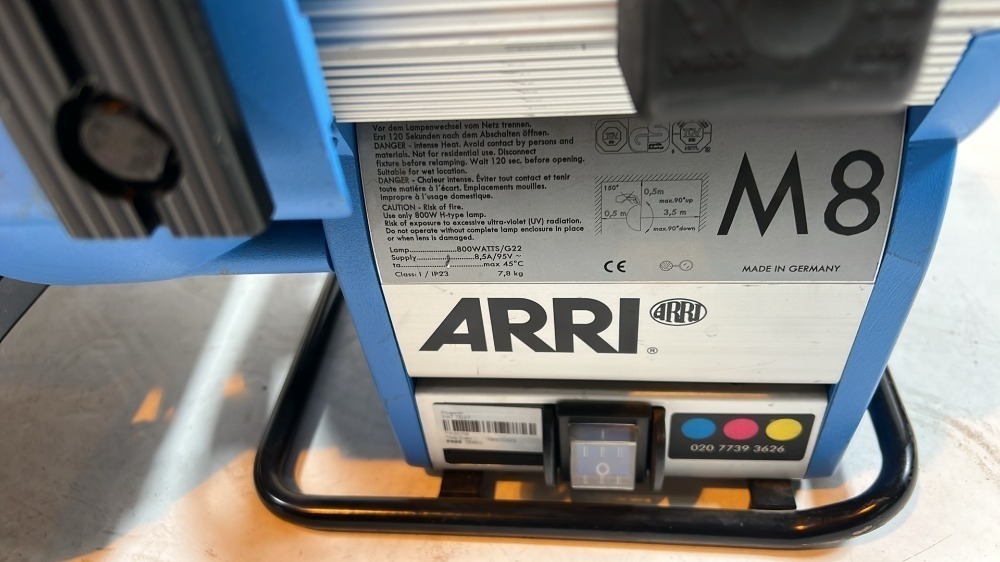 Vor dem Lampenwechsel vom Netz trennen.
Erst 120 Sekunden nach dem Abschalten öffnen.
DANGER - Intense Heat. Avoid contact by persons and
materials. Not for residential use. Disconnect
fixture before relamping. Wait 120 sec. before opening.
Suitable for wet location.
DANGER - Chaleur intense. Éviter tout contact et tenir
toute matière à l'écart. Emplacements mouilles.
Impropre à l'usage domestique.
CAUTION - Risk of fire.
Use only 800W H-type lamp.
Risk of exposure to excessive ultra-violet (UV) radiation.
Do not operate without complete lamp enclosure in place
or when lens is damaged.
Lamp.....................800WATTS/G22
Supply....................8,5A/95V ~
ta..........................max 45°C
Class: I / IP23 7,8 kg
150°
0,5m
max.90°up
0,5 m
3,5 m
max.90°down
CE
M8
MADE IN GERMANY
ARRI ARRI ®
020 7739 3626